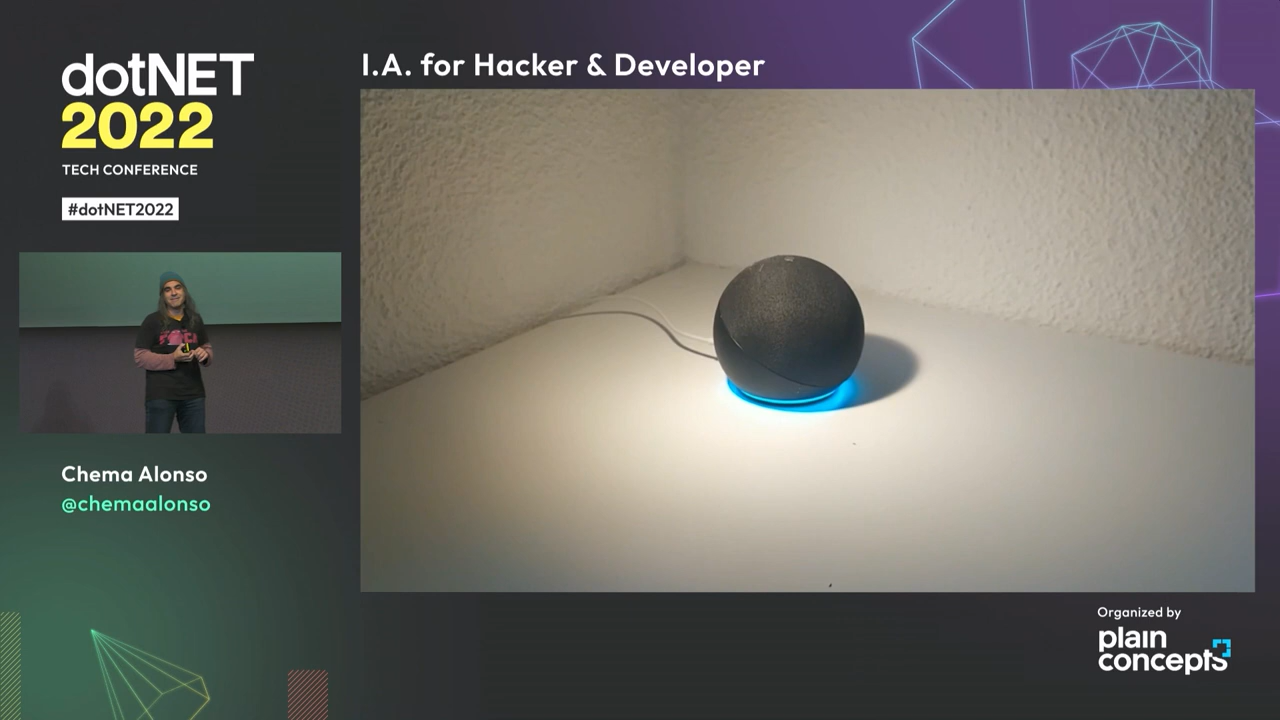 dotNET
2022
TECH CONFERENCE
#dotNET2022
I.A. for Hacker & Developer
Chema Alonso
@chemaalonso
Organized by
plain
concepts